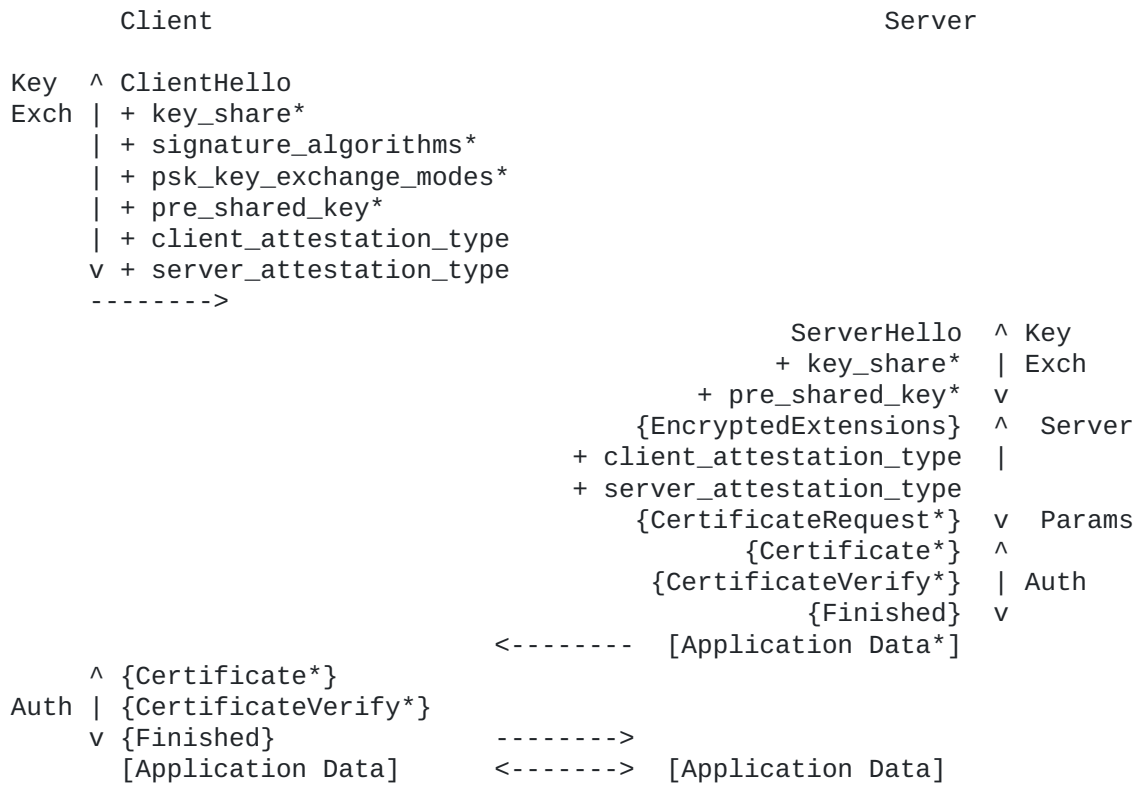 Client                                           Server

Key  ^ ClientHello
Exch | + key_share*
     | + signature_algorithms*
     | + psk_key_exchange_modes*
     | + pre_shared_key*
     | + client_attestation_type
     v + server_attestation_type
     -------->
                                                  ServerHello  ^ Key
                                                 + key_share*  | Exch
                                            + pre_shared_key*  v
                                        {EncryptedExtensions}  ^  Server
                                    + client_attestation_type  |
                                    + server_attestation_type
                                        {CertificateRequest*}  v  Params
                                               {Certificate*}  ^
                                         {CertificateVerify*}  | Auth
                                                   {Finished}  v
                               <--------  [Application Data*]
     ^ {Certificate*}
Auth | {CertificateVerify*}
     v {Finished}              -------->
       [Application Data]      <------->  [Application Data]